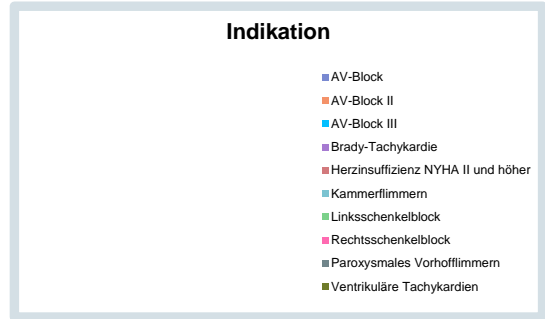 Indikation
AV-Block
AV-Block II
AV-Block III
Brady-Tachykardie
Herzinsuffizienz NYHA II und höher
Kammerflimmern
Linksschenkelblock
Rechtsschenkelblock
Paroxysmales Vorhofflimmern
Ventrikuläre Tachykardien